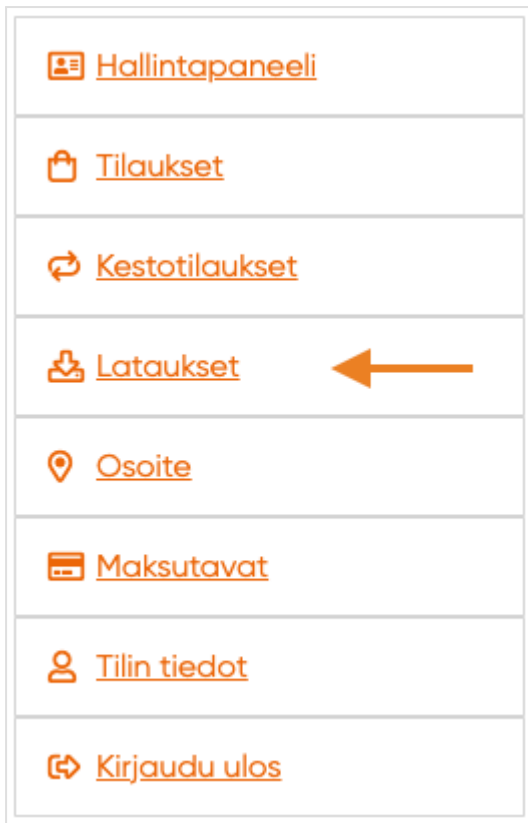 Hallintapaneeli
Tilaukset
Kestotilaukset
Lataukset
Osoite
Maksutavat
Tilin tiedot
Kirjaudu ulos